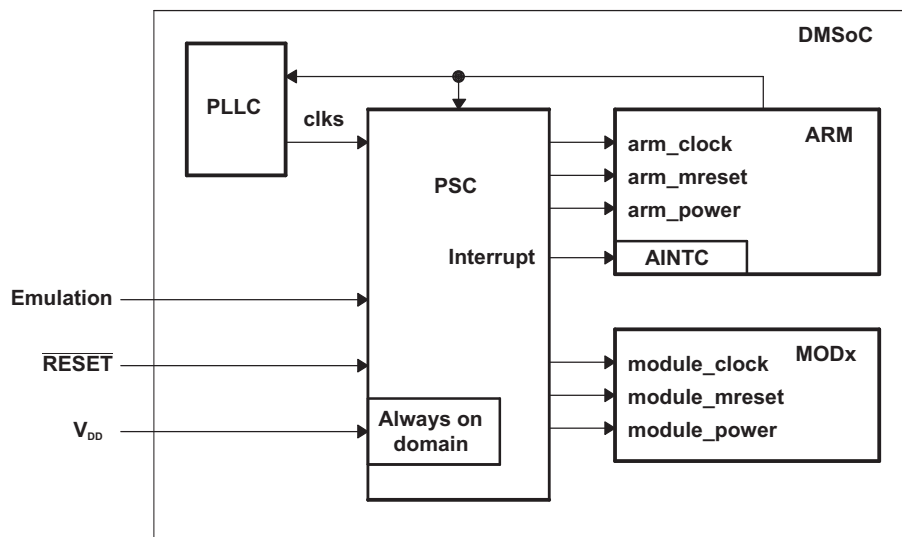 DMSoC
PLLC
clks
PSC
Interrupt
ARM
arm_clock
arm_mreset
arm_power
AINTC
Emulation
RESET
V_DD
Always on
domain
MODx
module_clock
module_mreset
module_power